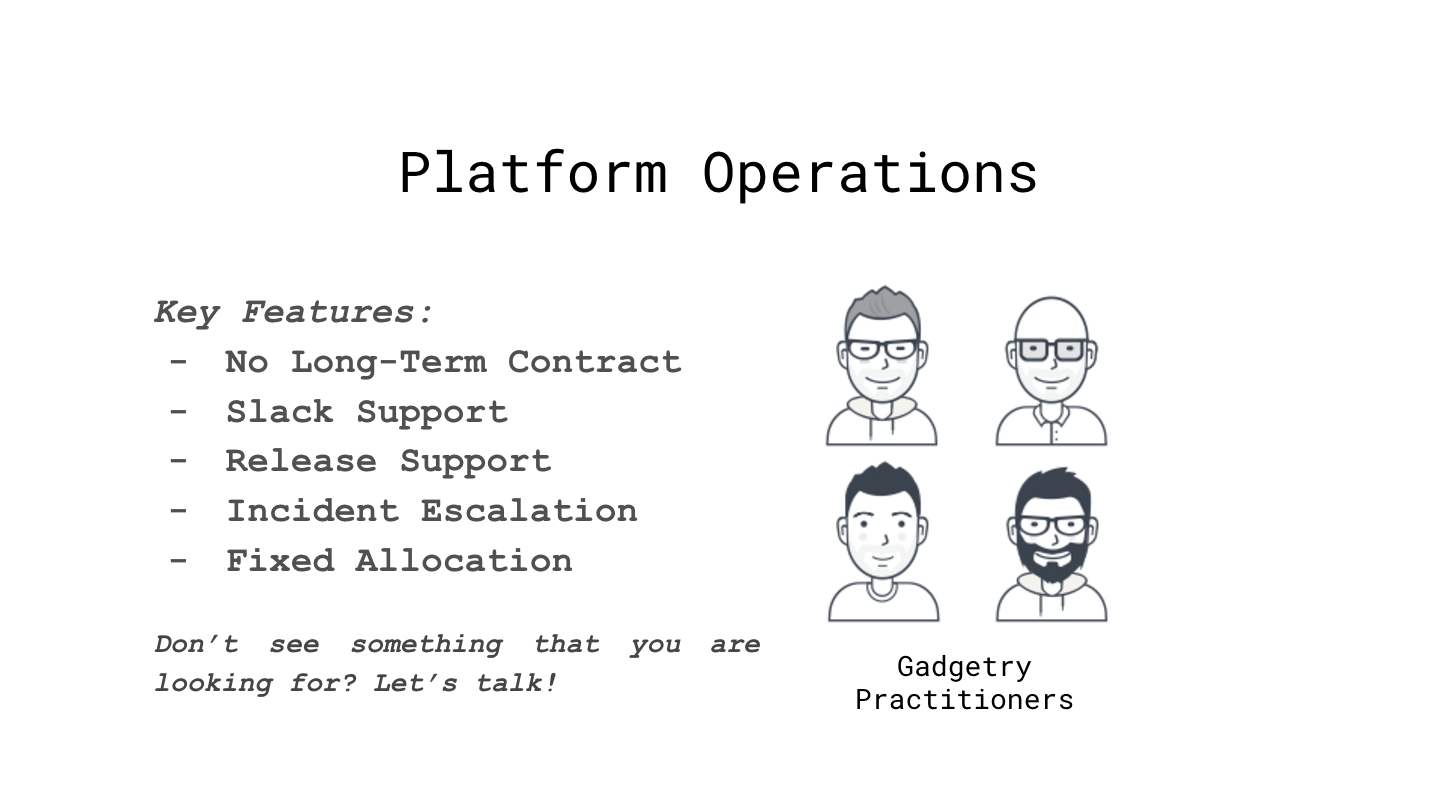 Platform Operations
Key Features:
- No Long-Term Contract
- Slack Support
- Release Support
- Incident Escalation
- Fixed Allocation
Don’t see something that you are
looking for? Let’s talk!
Gadgetry
Practitioners